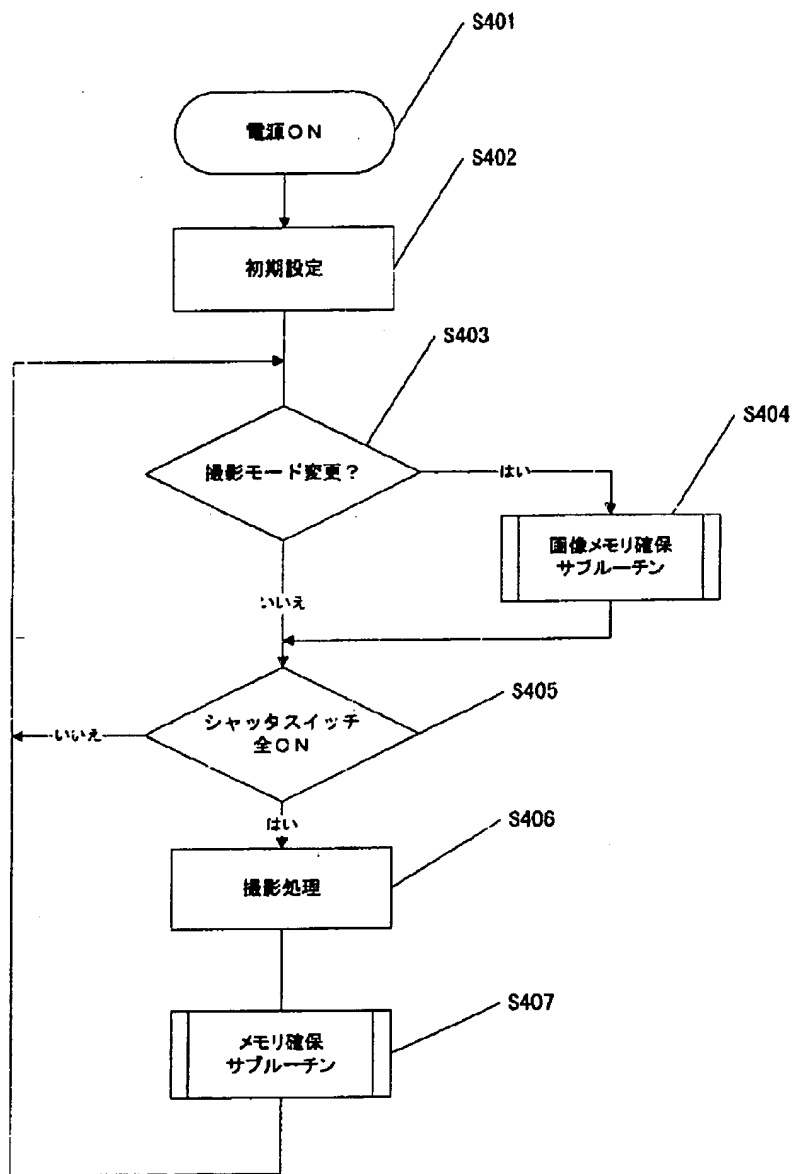 S401
電源ON
S402
初期設定
S403
撮影モード変更？
はい
S404
画像メモリ確保
サブルーチン
いいえ
S405
シャッタスイッチ
全ON
いいえ
はい
S406
撮影処理
S407
メモリ確保
サブルーチン